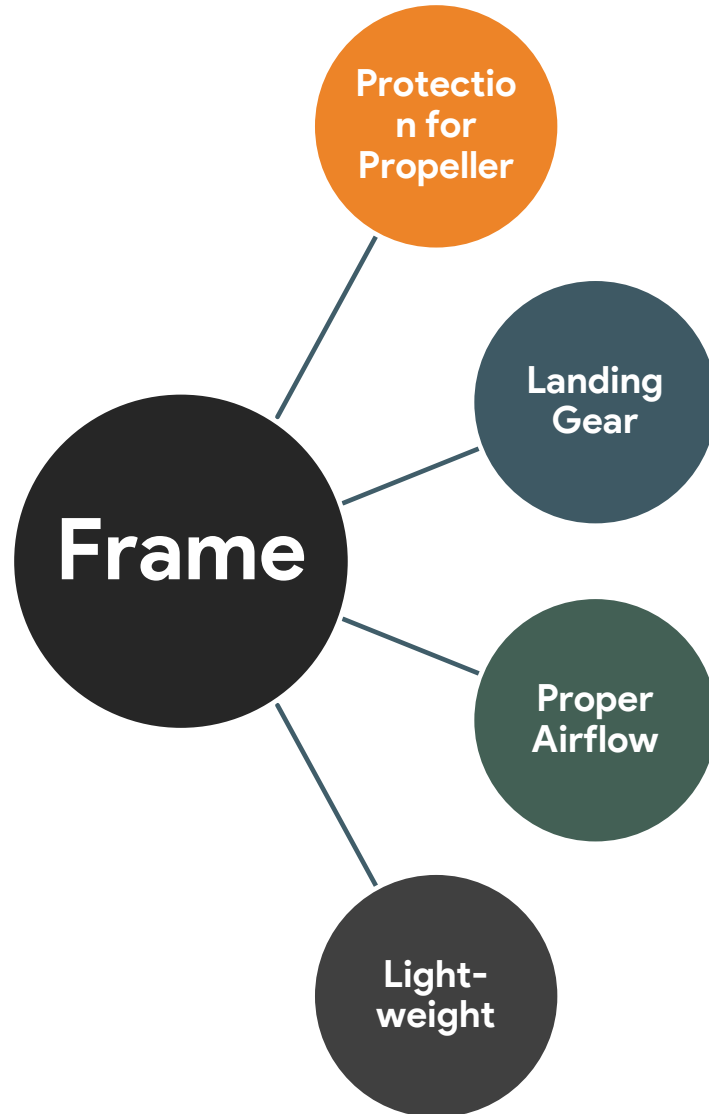 Protectio
n for
Propeller
Landing
Gear
Frame
Proper
Airflow
Light-
weight